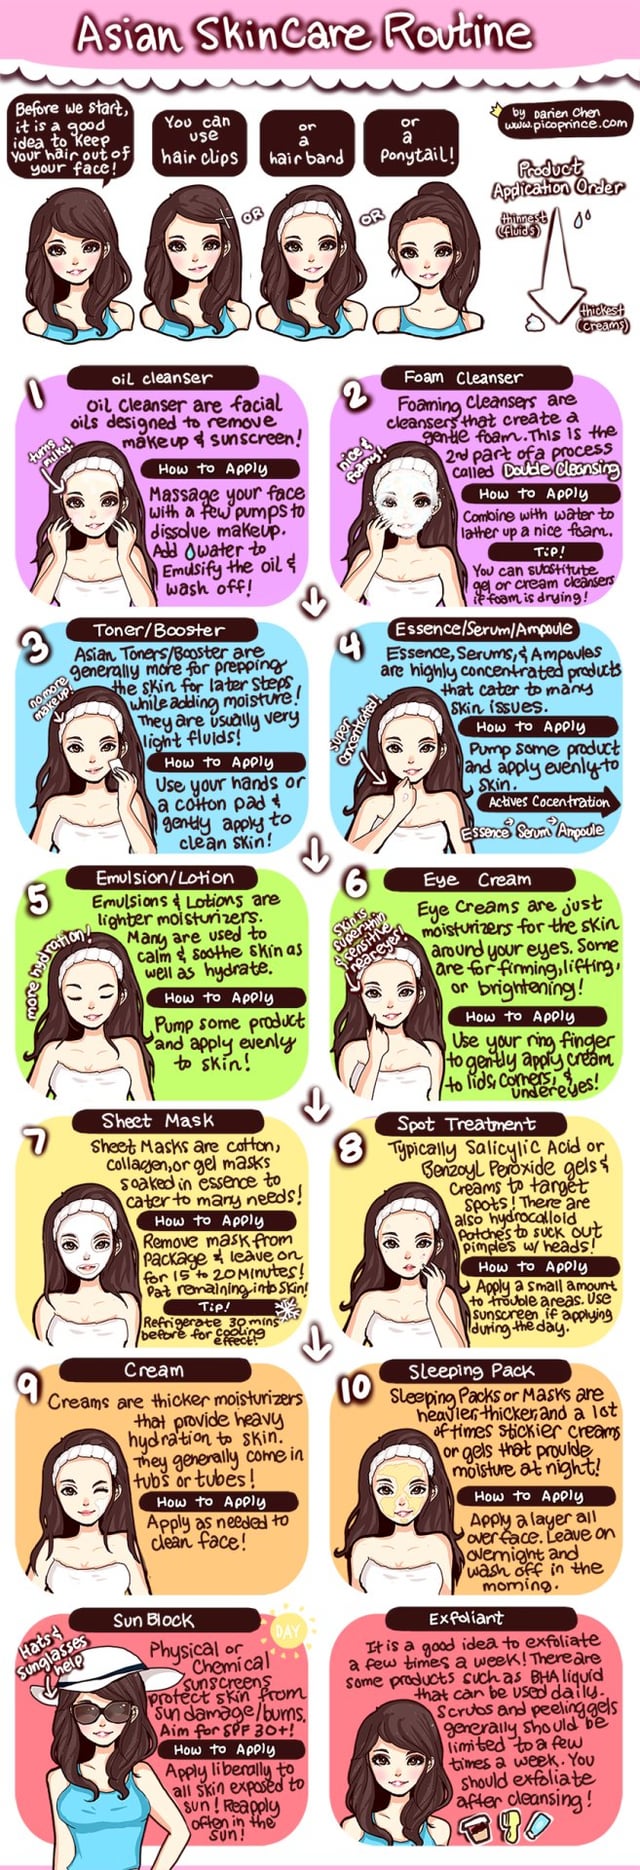 Asian SkinCare Routine
Before we start,
it is a good
idea to keep
your hair out of
your face!
You can
use
hair clips
or
a
hair band
or
a
Ponytail!
by Darien Chen
www.picoprince.com
OR
OR
Product
Application Order
thinnest
(fluids)
thickest
(creams)
1
oil cleanser
Oil Cleanser are facial
oils designed to remove
makeup & sunscreen!
turns
milky!
How to Apply
Massage your face
with a few pumps to
dissolve makeup.
Add water to
Emulsify the oil &
wash off!
2
Foam Cleanser
Foaming Cleansers are
cleansers that create a
gentle foam. This is the
2nd part of a process
called Double Cleansing
nice &
foamy!
How to Apply
Combine with water to
lather up a nice foam.
Tip!
You can substitute
gel or cream cleansers
if foam is drying!
3
Toner/Booster
Asian Toners/Booster are
generally more for prepping
the skin for later steps
while adding moisture!
They are usually very
light fluids!
no more
makeup!
How to Apply
Use your hands or
a cotton pad &
gently apply to
clean skin!
4
Essence/Serum/Ampoule
Essence, Serums, & Ampoules
are highly concentrated products
that cater to many
skin issues.
super
concentrated!
How to Apply
Pump some product
and apply evenly to
skin.
Actives Cocentration
Essence Serum Ampoule
5
Emulsion/Lotion
Emulsions & Lotions are
lighter moisturizers.
Many are used to
calm & soothe skin as
well as hydrate.
more hydration!
How to Apply
Pump some product
and apply evenly
to skin!
6
Eye Cream
Eye Creams are just
moisturizers for the skin
around your eyes. Some
are for firming, lifting,
or brightening!
Skin is
super thin
& sensitive
near eyes!
How to Apply
Use your ring finger
to gently apply cream
to lids, corners, &
undereyes!
7
Sheet Mask
Sheet Masks are cotton,
collagen, or gel masks
soaked in essence to
cater to many needs!
How to Apply
Remove mask from
package & leave on
for 15 to 20 Minutes!
Pat remaining into skin!
Tip!
Refrigerate 30 mins
before for cooling
effect!
8
Spot Treatment
Typically Salicylic Acid or
Benzoyl Peroxide gels &
creams to target
spots! There are
also hydrocolloid
Patches to suck out
pimples w/ heads!
How to Apply
Apply a small amount
to trouble areas. Use
sunscreen if applying
during the day.
9
Cream
Creams are thicker moisturizers
that provide heavy
hydration to skin.
They generally come in
tubs or tubes!
How to Apply
Apply as needed to
clean face!
10
Sleeping Pack
Sleeping Packs or Masks are
heavier, thicker, and a lot
of times stickier creams
or gels that provide
moisture at night!
How to Apply
Apply a layer all
over face. Leave on
overnight and
wash off in the
morning.
Sun Block
DAY
Hats &
Sunglasses
help
Physical or
Chemical
sunscreens
protect skin from
sun damage/burns.
Aim for SPF 30+!
How to Apply
Apply liberally to
all skin exposed to
sun! Reapply
often in the
sun!
Exfoliant
It is a good idea to exfoliate
a few times a week! There are
some products such as BHA liquid
that can be used daily.
Scrubs and peeling gels
generally should be
limited to a few
times a week. You
should exfoliate
after cleansing!